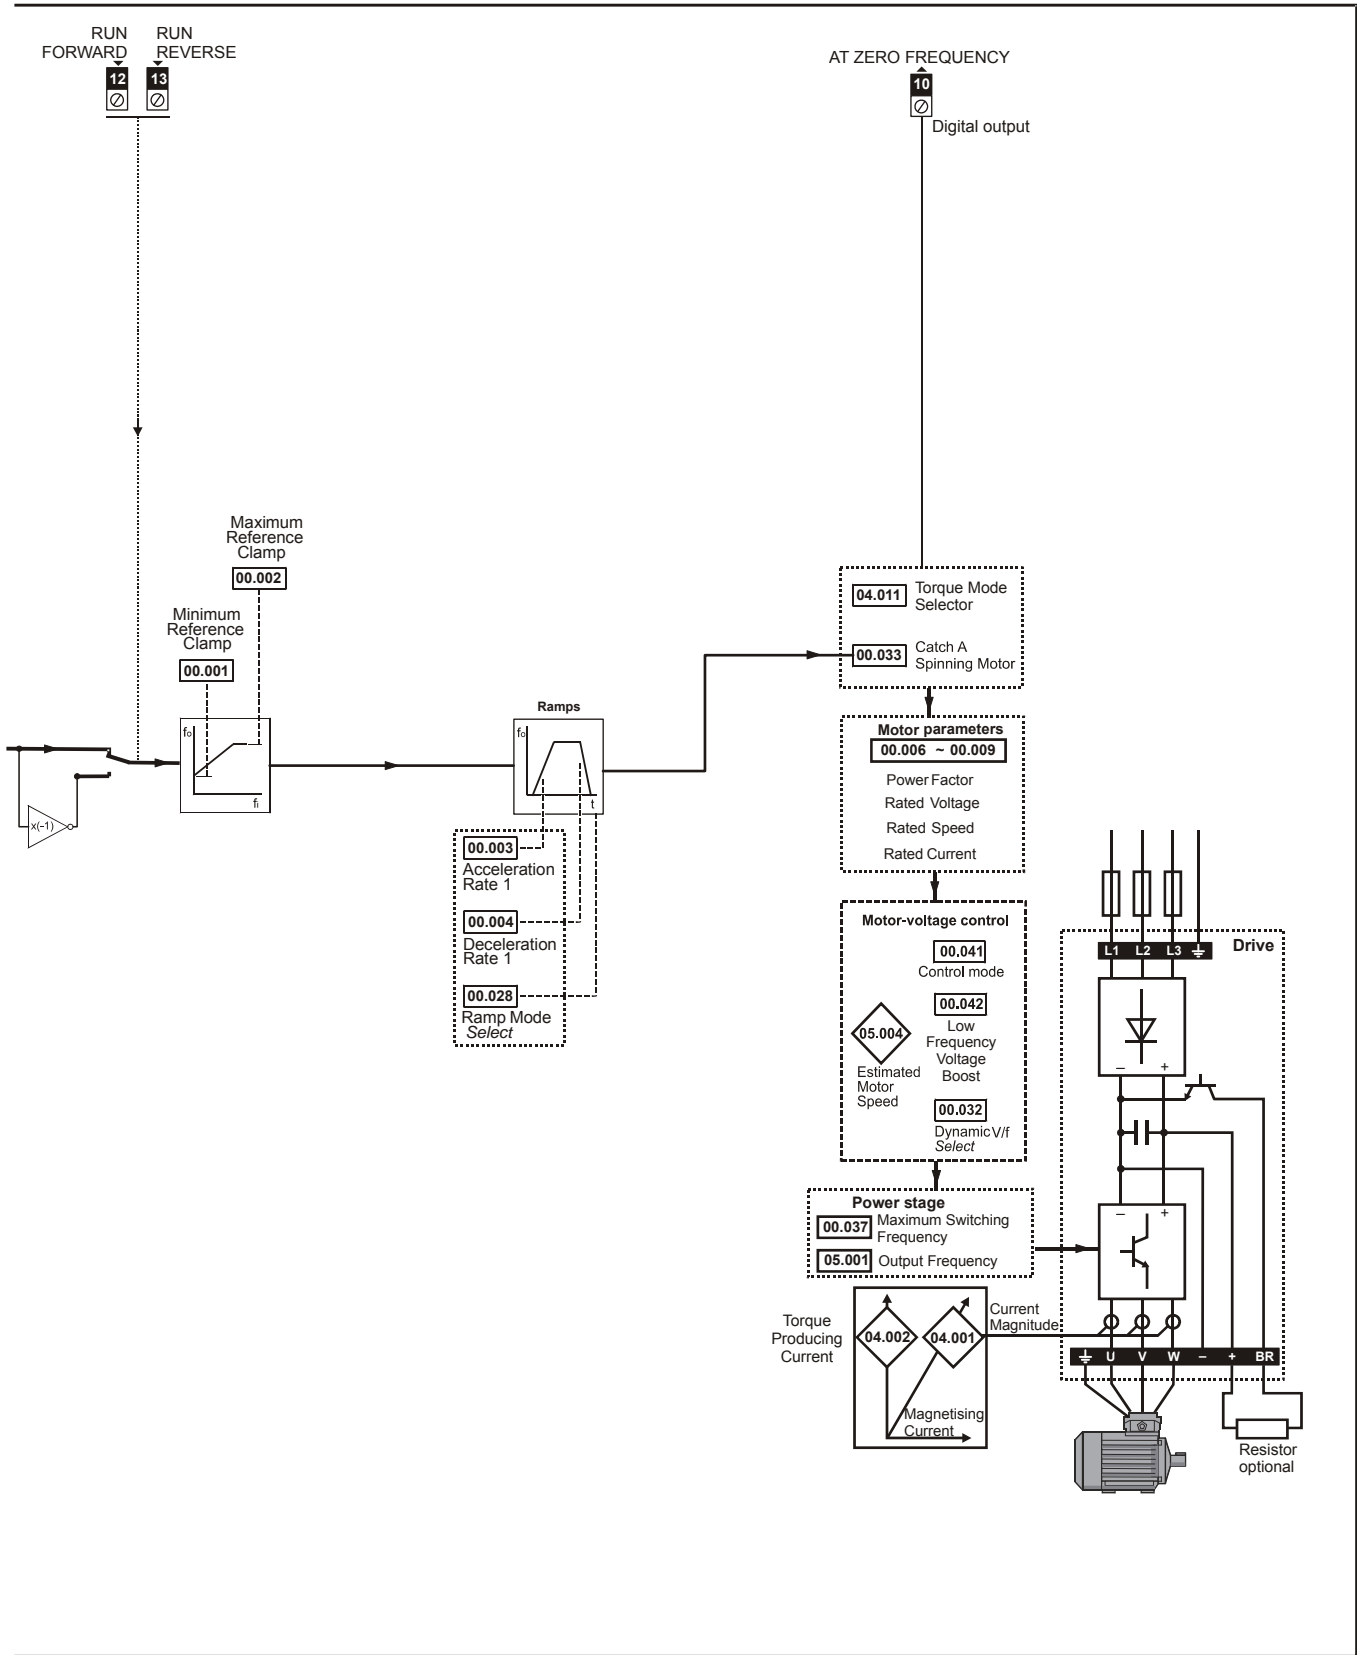 RUN
FORWARD
RUN
REVERSE
12
13
AT ZERO FREQUENCY
10
Digital output
Maximum
Reference
Clamp
00.002
Minimum
Reference
Clamp
00.001
fo
fi
x(-1)
Ramps
fo
t
00.003
Acceleration
Rate 1
00.004
Deceleration
Rate 1
00.028
Ramp Mode
Select
04.011
Torque Mode
Selector
00.033
Catch A
Spinning Motor
Motor parameters
00.006 ~ 00.009
Power Factor
Rated Voltage
Rated Speed
Rated Current
Motor-voltage control
00.041
Control mode
00.042
Low
Frequency
Voltage
Boost
05.004
Estimated
Motor
Speed
00.032
Dynamic V/f
Select
Power stage
00.037
Maximum Switching
Frequency
05.001
Output Frequency
Torque
Producing
Current
04.002
04.001
Current
Magnitude
Magnetising
Current
L1 L2 L3
Drive
– +
– +
U V W – + BR
Resistor
optional